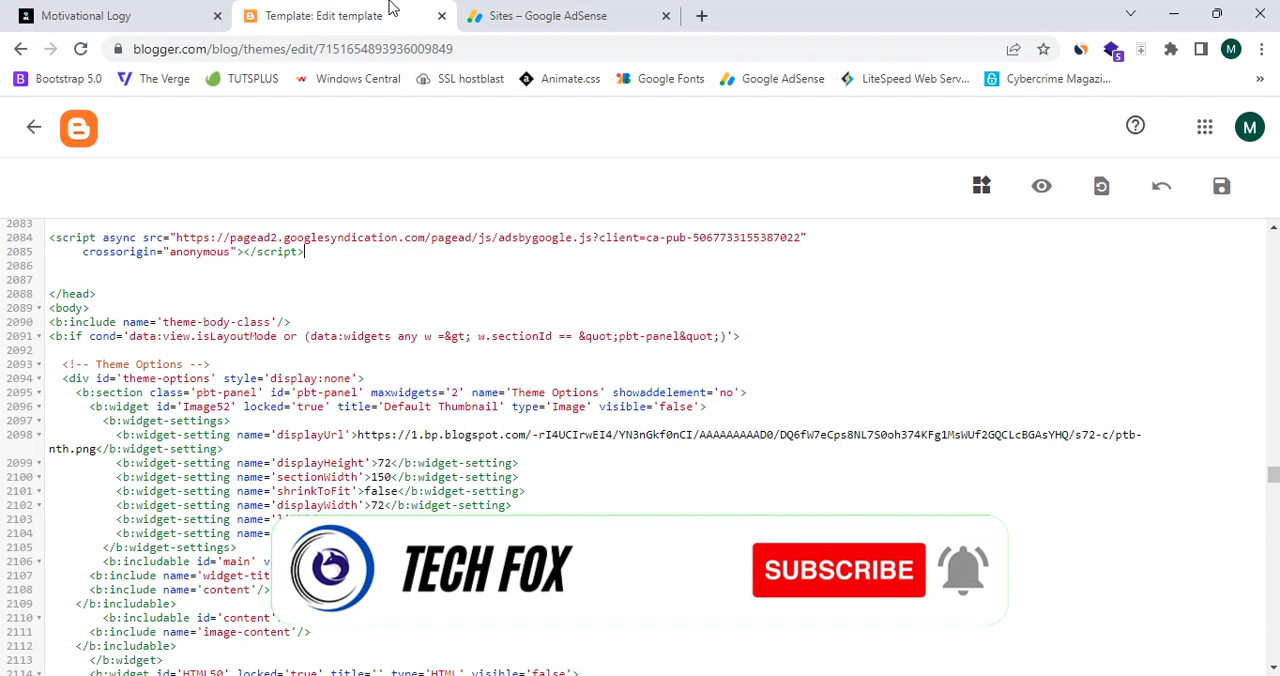 Motivational Logy
Template: Edit template
Sites – Google AdSense
blogger.com/blog/themes/edit/7151654893936009849
S
M
B Bootstrap 5.0
The Verge
TUTSPLUS
w Windows Central
SSL hostblast
Animate.css
Google Fonts
Google AdSense
LiteSpeed Web Serv...
Cybercrime Magazi...
»
M
2083
2084 <script async src="https://pagead2.googlesyndication.com/pagead/js/adsbygoogle.js?client=ca-pub-5067733155387022"
2085 crossorigin="anonymous"></script>
2086
2087
2088 </head>
2089 <body>
2090 <b:include name='theme-body-class'/>
2091 <b:if cond='data:view.isLayoutMode or (data:widgets any w =&gt; w.sectionId == &quot;pbt-panel&quot;)'>
2092
2093 <!-- Theme Options -->
2094 <div id='theme-options' style='display:none'>
2095 <b:section class='pbt-panel' id='pbt-panel' maxwidgets='2' name='Theme Options' showaddelement='no'>
2096 <b:widget id='Image52' locked='true' title='Default Thumbnail' type='Image' visible='false'>
2097 <b:widget-settings>
2098 <b:widget-setting name='displayUrl'>https://1.bp.blogspot.com/-rI4UCIrwEI4/YN3nGkf0nCI/AAAAAAAAAD0/DQ6fW7eCps8NL7S0oh374KFg1MsWUf2GQCLcBGAsYHQ/s72-c/ptb-
nth.png</b:widget-setting>
2099 <b:widget-setting name='displayHeight'>72</b:widget-setting>
2100 <b:widget-setting name='sectionWidth'>150</b:widget-setting>
2101 <b:widget-setting name='shrinkToFit'>false</b:widget-setting>
2102 <b:widget-setting name='displayWidth'>72</b:widget-setting>
2103 <b:widget-setting name=
2104 <b:widget-setting name=
2105 </b:widget-settings>
2106 <b:includable id='main' v
2107 <b:include name='widget-tit
2108 <b:include name='content'/>
2109 </b:includable>
2110 <b:includable id='content'
2111 <b:include name='image-content'/>
2112 </b:includable>
2113 </b:widget>
2114 <b:widget id='HTML50' locked='true' title='' type='HTML' visible='false'>
TECH FOX
SUBSCRIBE